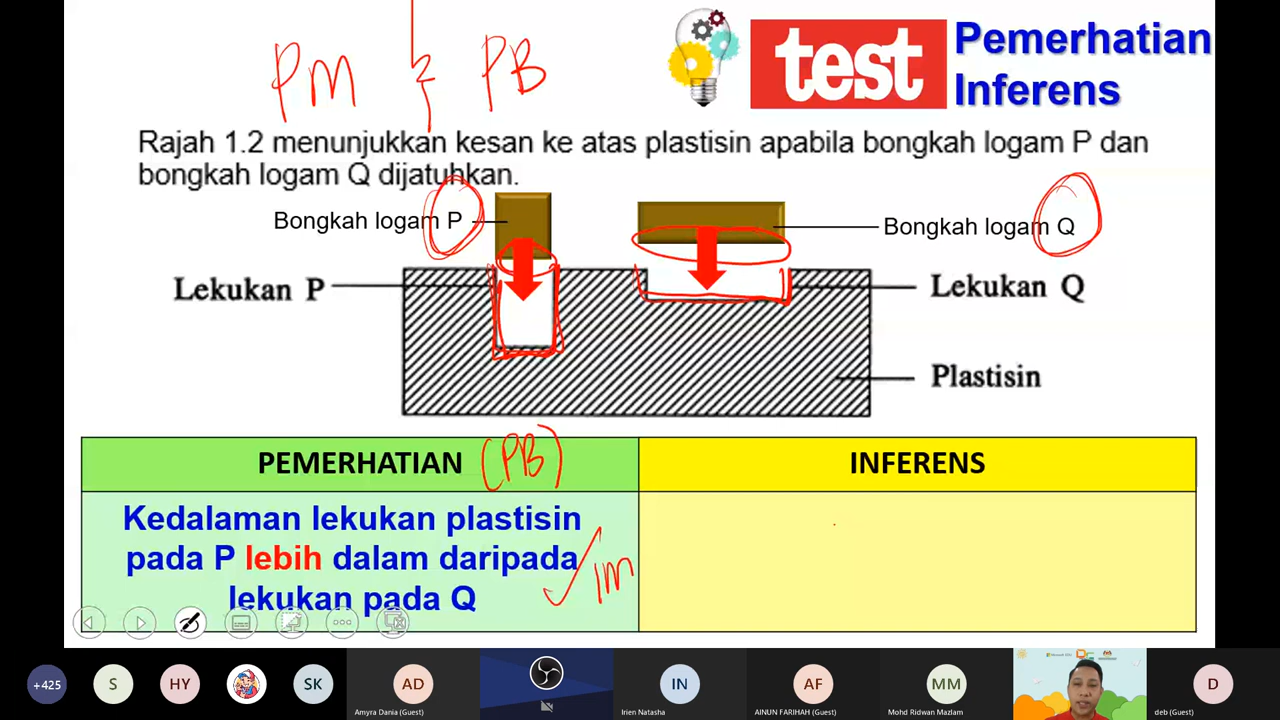 PM & PB
test
Pemerhatian
Inferens
Rajah 1.2 menunjukkan kesan ke atas plastisin apabila bongkah logam P dan
bongkah logam Q dijatuhkan.
Bongkah logam P
Bongkah logam Q
Lekukan P
Lekukan Q
Plastisin
PEMERHATIAN (PB)
INFERENS
Kedalaman lekukan plastisin
pada P lebih dalam daripada
lekukan pada Q
1m
+425
S
HY
SK
AD
Amyra Dania (Guest)
IN
Irien Natasha
AF
AINUN FARIHAH (Guest)
MM
Mohd Ridwan Mazlam
D
deb (Guest)